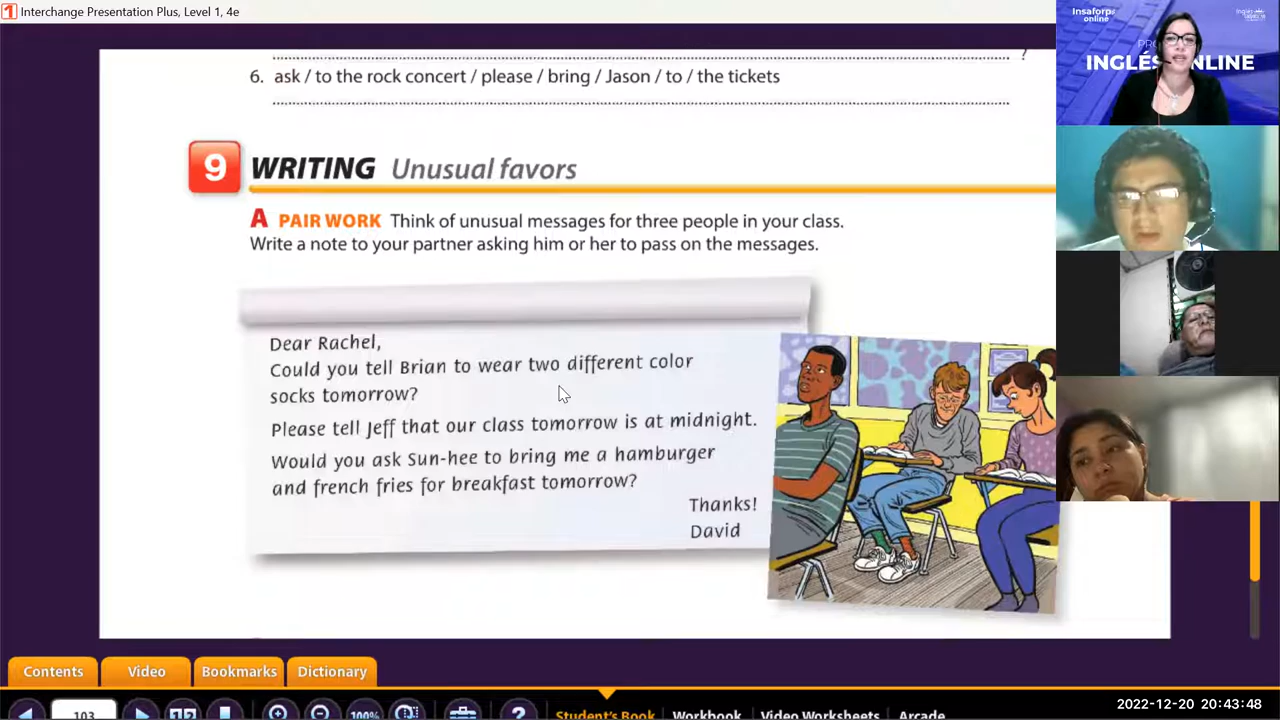 Interchange Presentation Plus, Level 1, 4e
?
6. ask / to the rock concert / please / bring / Jason / to / the tickets
9 WRITING Unusual favors
A PAIR WORK Think of unusual messages for three people in your class.
Write a note to your partner asking him or her to pass on the messages.
Dear Rachel,
Could you tell Brian to wear two different color
socks tomorrow?
Please tell Jeff that our class tomorrow is at midnight.
Would you ask Sun-hee to bring me a hamburger
and french fries for breakfast tomorrow?
Thanks!
David
Insaforp
online
INGLÉS ONLINE
Contents
Video
Bookmarks
Dictionary
103
100%
Student's Book
Workbook
Video Worksheets
Arcade
2022-12-20 20:43:48